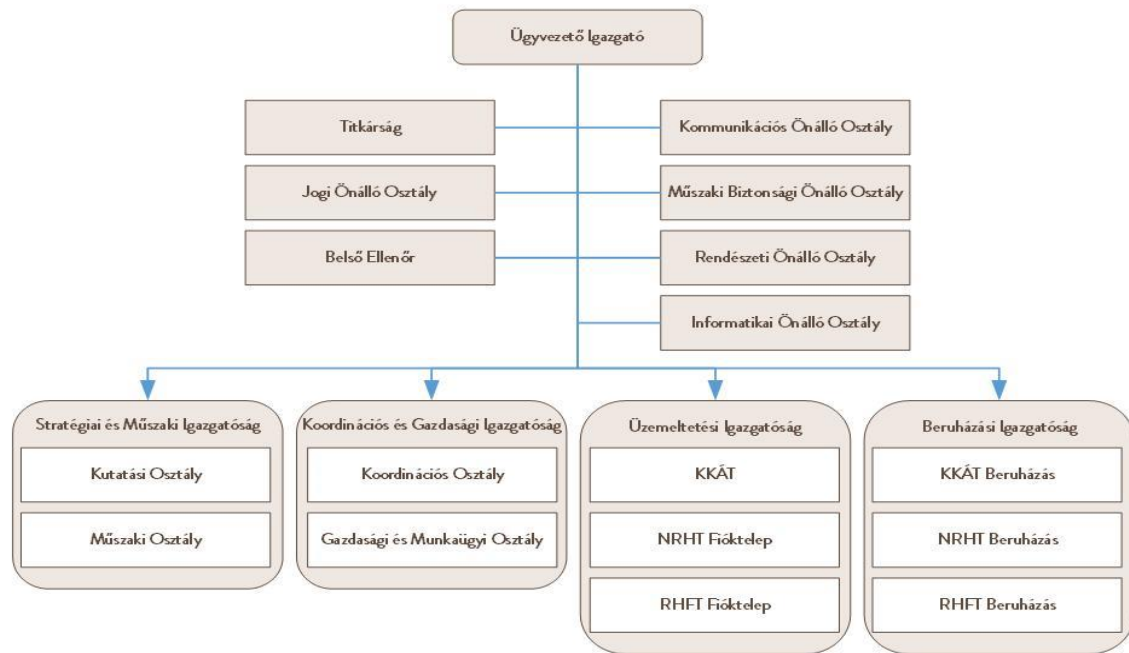 Ügyvezető Igazgató
Titkárság
Kommunikációs Önálló Osztály
Jogi Önálló Osztály
Műszaki Biztonsági Önálló Osztály
Belső Ellenőr
Rendészeti Önálló Osztály
Informatikai Önálló Osztály
Stratégiai és Műszaki Igazgatóság
Kutatási Osztály
Műszaki Osztály
Koordinációs és Gazdasági Igazgatóság
Koordinációs Osztály
Gazdasági és Munkaügyi Osztály
Üzemeltetési Igazgatóság
KKÁT
NRHT Fióktelep
RHFT Fióktelep
Beruházási Igazgatóság
KKÁT Beruházás
NRHT Beruházás
RHFT Beruházás